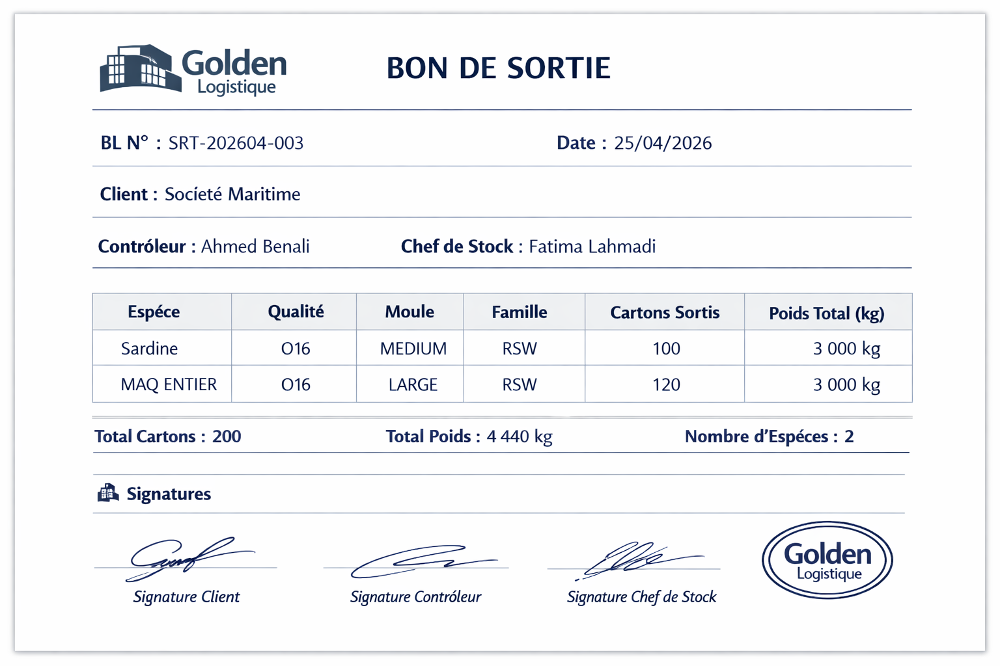 Golden
Logistique
BON DE SORTIE
BL N° : SRT-202604-003 Date : 25/04/2026
Client : Socíeté Maritime
Contróleur : Ahmed Benali Chef de Stock : Fatima Lahmadi
Espéce Qualité Moule Famille Cartons Sortis Poids Total (kg)
Sardine O16 MEDIUM RSW 100 3 000 kg
MAQ ENTIER O16 LARGE RSW 120 3 000 kg
Total Cartons : 200 Total Poids : 4 440 kg Nombre d’Espéces : 2
Signatures
Signature Client Signature Contróleur Signature Chef de Stock
Golden
Logistique